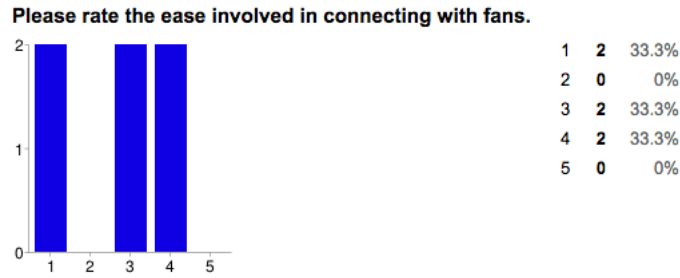 Please rate the ease involved in connecting with fans.
2
1
0
1 2 3 4 5
1 2 33.3%
2 0 0%
3 2 33.3%
4 2 33.3%
5 0 0%